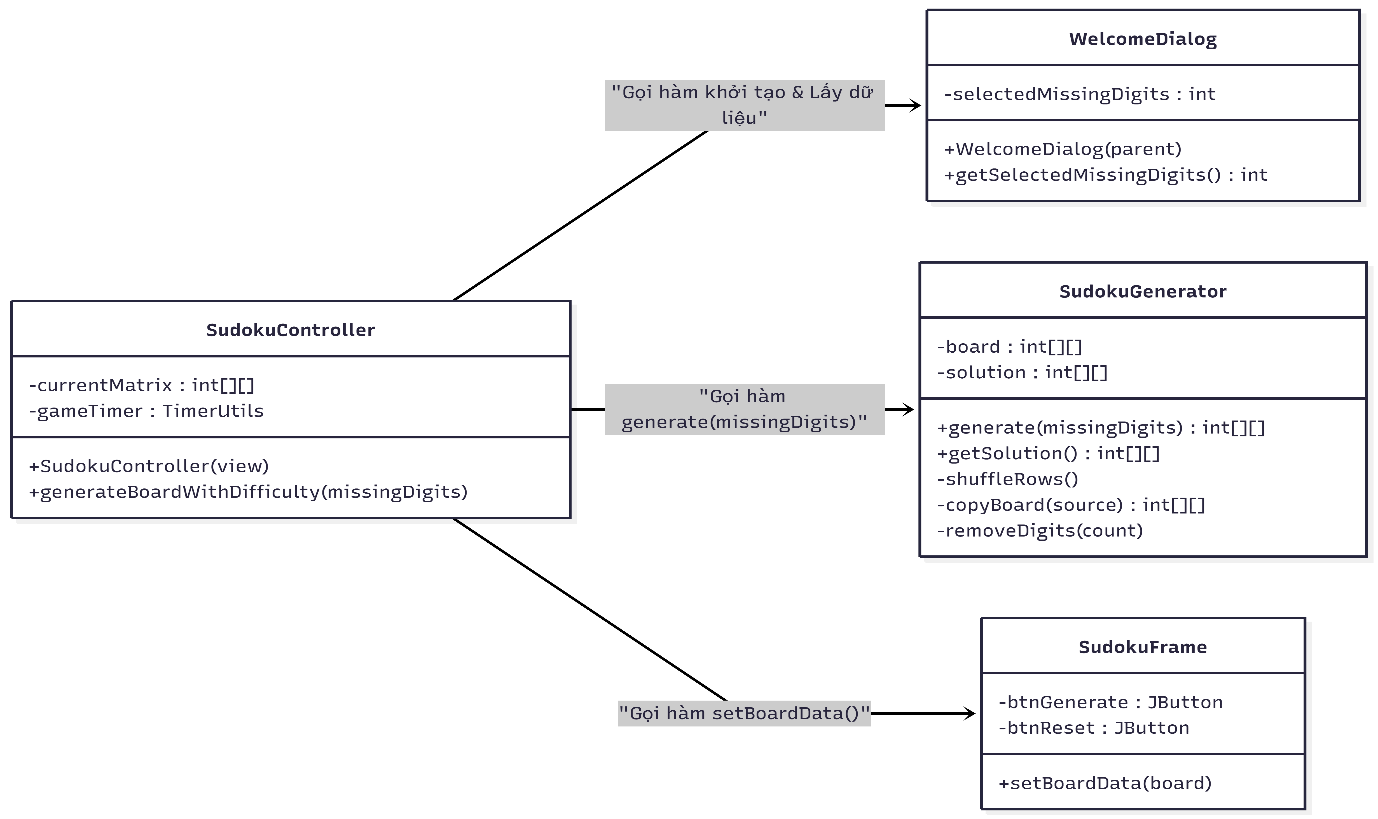 WelcomeDialog
-selectedMissingDigits : int
+WelcomeDialog(parent)
+getSelectedMissingDigits() : int
"Gọi hàm khởi tạo & Lấy dữ
liệu"
SudokuController
-currentMatrix : int[][]
-gameTimer : TimerUtils
+SudokuController(view)
+generateBoardWithDifficulty(missingDigits)
"Gọi hàm
generate(missingDigits)"
SudokuGenerator
-board : int[][]
-solution : int[][]
+generate(missingDigits) : int[][]
+getSolution() : int[][]
-shuffleRows()
-copyBoard(source) : int[][]
-removeDigits(count)
"Gọi hàm setBoardData()"
SudokuFrame
-btnGenerate : JButton
-btnReset : JButton
+setBoardData(board)